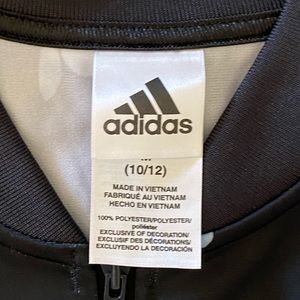 adidas
(10/12)
MADE IN VIETNAM
FABRIQUÉ AU VIETNAM
HECHO EN VIETNAM
100% POLYESTER/POLYESTER/
poliéster
EXCLUSIVE OF DECORATION/
EXCLUSIF DES DÉCORATIONS/
EXCLUYENDO LA DECORACIÓN